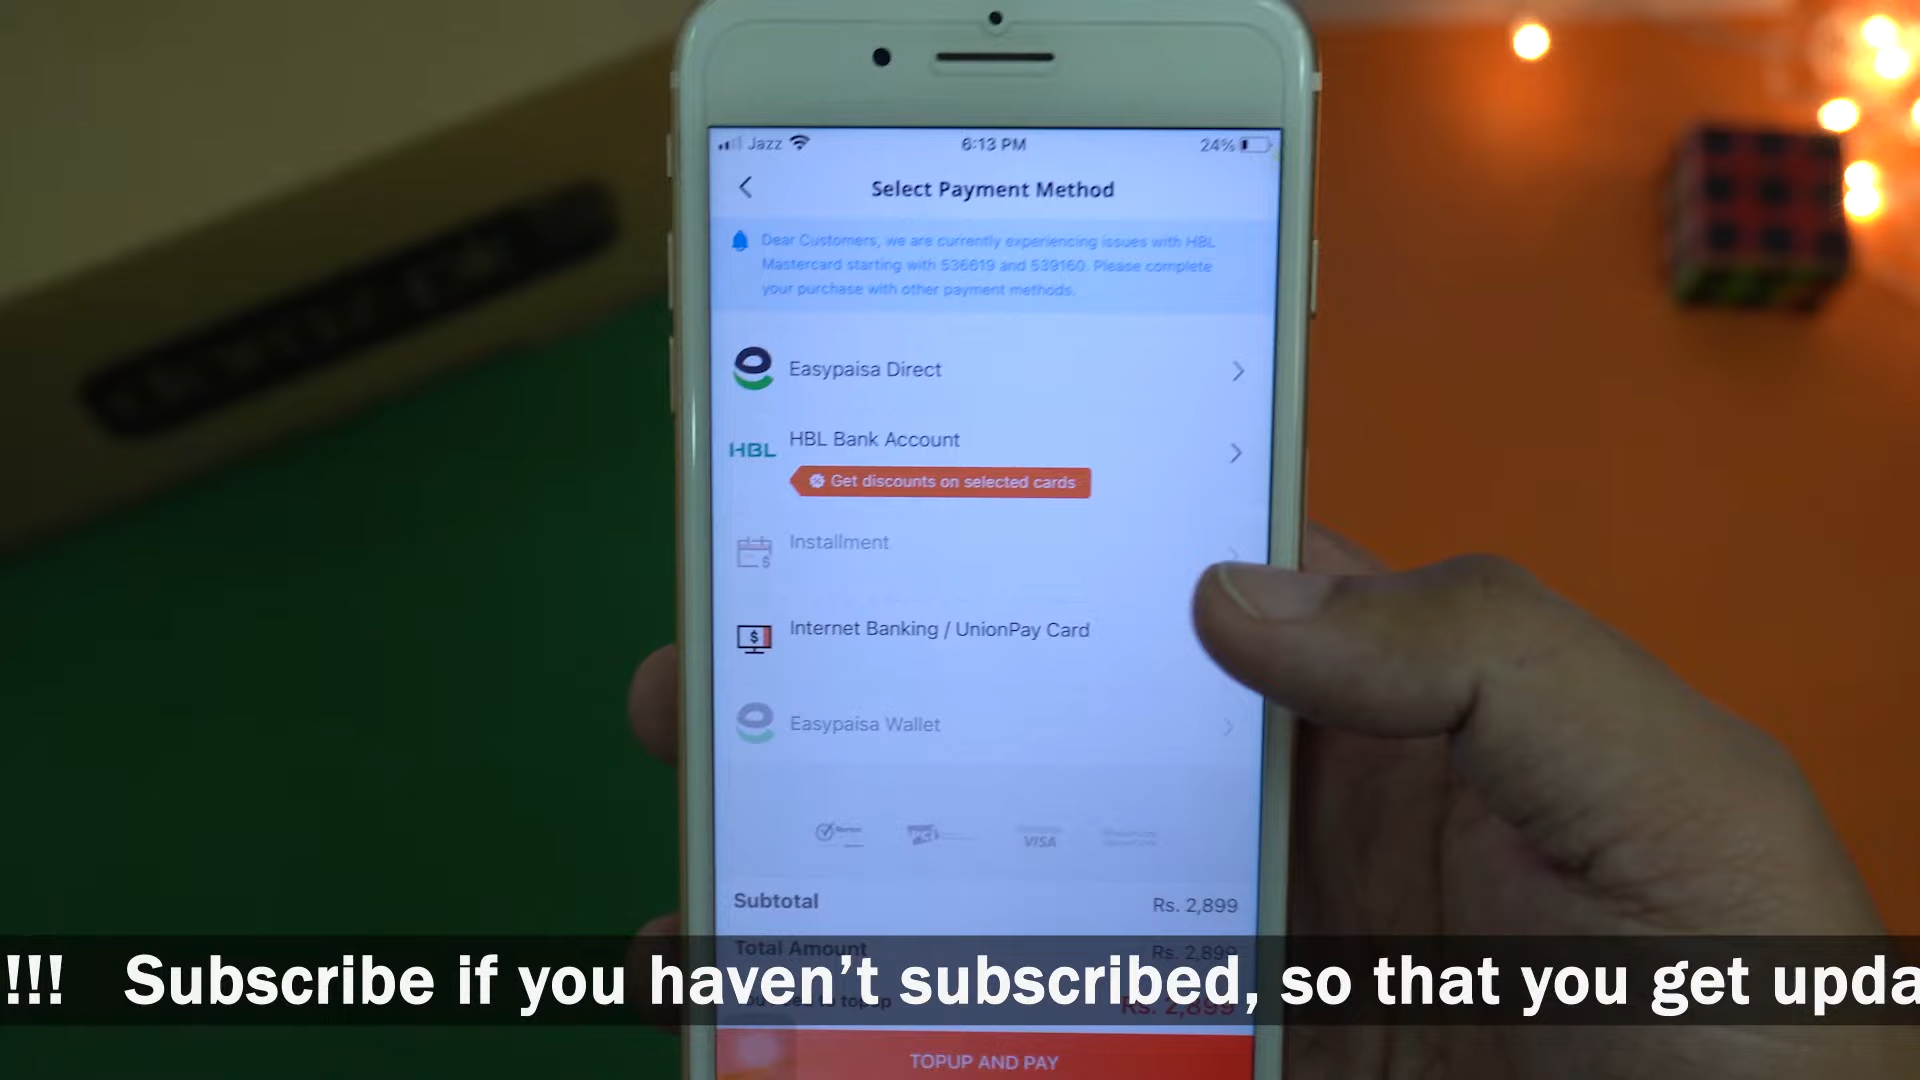 Jazz 6:13 PM 24%
Select Payment Method
Dear Customers, we are currently experiencing issues with HBL
Mastercard starting with 536619 and 539160. Please complete
your purchase with other payment methods.
Easypaisa Direct
HBL
HBL Bank Account
Get discounts on selected cards
Installment
Internet Banking / UnionPay Card
Easypaisa Wallet
Norton PCI VISA
Subtotal Rs. 2,899
Total Amount Rs. 2,899
to topup Rs. 2,899
!!! Subscribe if you haven’t subscribed, so that you get upda
TOPUP AND PAY